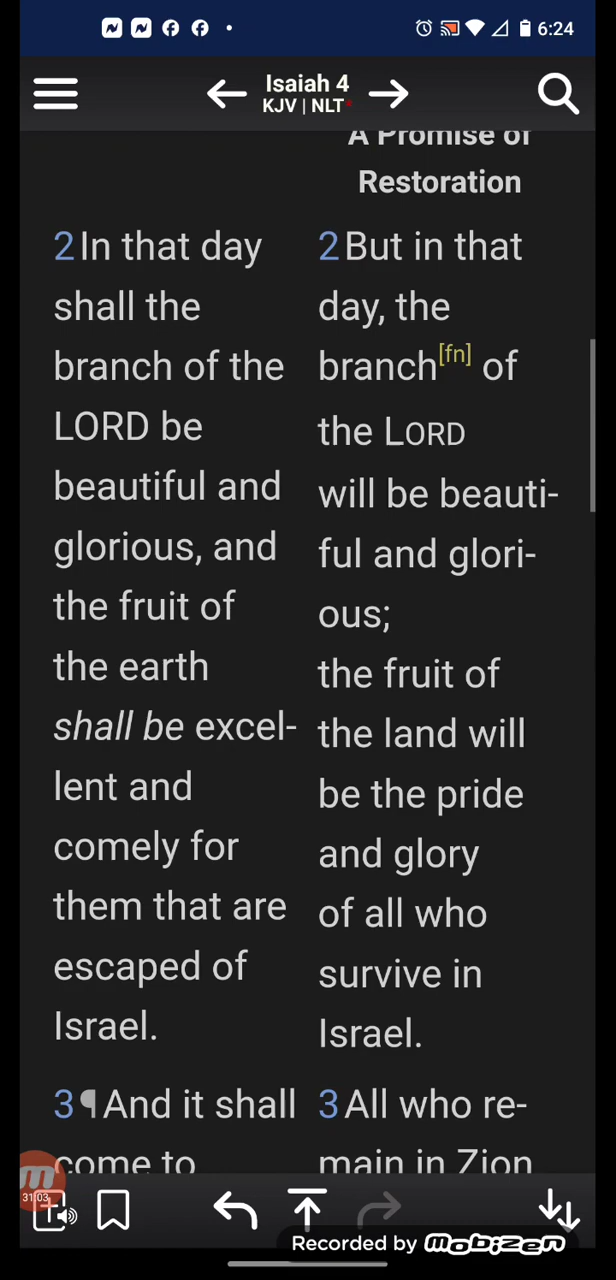 6:24
Isaiah 4
KJV | NLT*
A Promise of
Restoration
2 In that day
shall the
branch of the
LORD be
beautiful and
glorious, and
the fruit of
the earth
shall be excel-
lent and
comely for
them that are
escaped of
Israel.
3 ¶ And it shall
come to
2 But in that
day, the
branch[fn] of
the LORD
will be beauti-
ful and glori-
ous;
the fruit of
the land will
be the pride
and glory
of all who
survive in
Israel.
3 All who re-
main in Zion
31:03
Recorded by mobizen